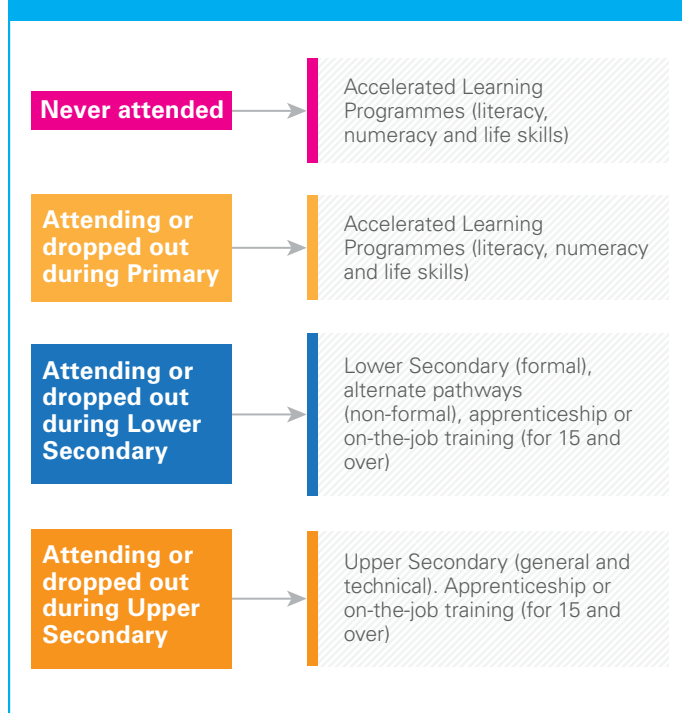 Never attended
Accelerated Learning
Programmes (literacy,
numeracy and life skills)
Attending or
dropped out
during Primary
Accelerated Learning
Programmes (literacy, numeracy
and life skills)
Attending or
dropped out
during Lower
Secondary
Lower Secondary (formal),
alternate pathways
(non-formal), apprenticeship or
on-the-job training (for 15 and
over)
Attending or
dropped out
during Upper
Secondary
Upper Secondary (general and
technical). Apprenticeship or
on-the-job training (for 15 and
over)